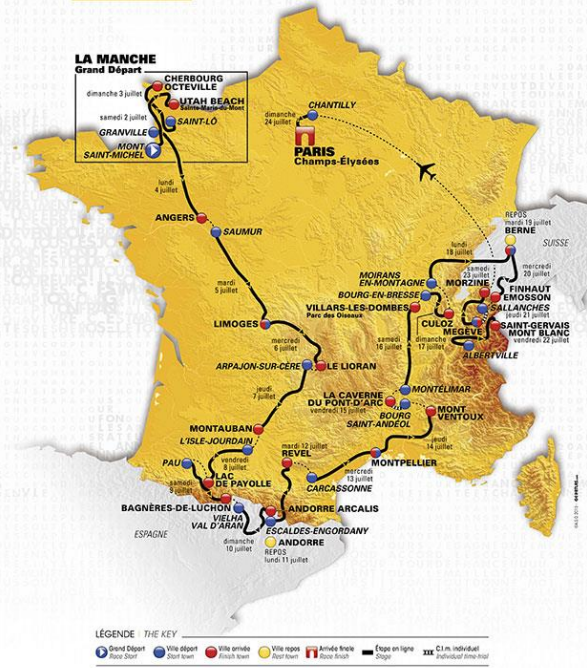 LA MANCHE
Grand Départ
CHERBOURG
OCTEVILLE
dimanche 3 juillet
UTAH BEACH
Sainte-Marie-du-Mont
samedi 2 juillet
SAINT-LÔ
GRANVILLE
MONT
SAINT-MICHEL
CHANTILLY
dimanche
24 juillet
PARIS
Champs-Élysées
lundi
4 juillet
ANGERS
SAUMUR
REPOS
mardi 19 juillet
BERNE
SUISSE
lundi
18 juillet
mercredi
20 juillet
samedi
23 juillet
MOIRANS
EN-MONTAGNE
MORZINE
mardi
5 juillet
BOURG-EN-BRESSE
FINHAUT
EMOSSON
VILLARS-LES-DOMBES
Parc des Oiseaux
SALLANCHES
jeudi 21 juillet
LIMOGES
CULOZ
MEGÈVE
SAINT-GERVAIS
MONT BLANC
vendredi 22 juillet
dimanche
17 juillet
mercredi
6 juillet
samedi
16 juillet
ALBERTVILLE
ARPAJON-SUR-CÈRE
LE LIORAN
jeudi
7 juillet
MONTÉLIMAR
LA CAVERNE
DU PONT-D'ARC
vendredi 15 juillet
BOURG
SAINT-ANDÉOL
MONT
VENTOUX
MONTAUBAN
L'ISLE-JOURDAIN
mardi 12 juillet
REVEL
jeudi
14 juillet
PAU
vendredi
8 juillet
mercredi
13 juillet
MONTPELLIER
samedi
9 juillet
LAC
DE PAYOLLE
CARCASSONNE
BAGNÈRES-DE-LUCHON
VIELHA
VAL D'ARAN
ANDORRE ARCALIS
ESCALDES-ENGORDANY
ESPAGNE
dimanche
10 juillet
ANDORRE
REPOS
lundi 11 juillet
LÉGENDE THE KEY
Grand Départ
Race Start
Ville départ
Start town
Ville arrivée
Finish town
Ville repos
Rest town
Arrivée finale
Race finish
Étape en ligne
Stage
C.l.m. individuel
Individual time-trial